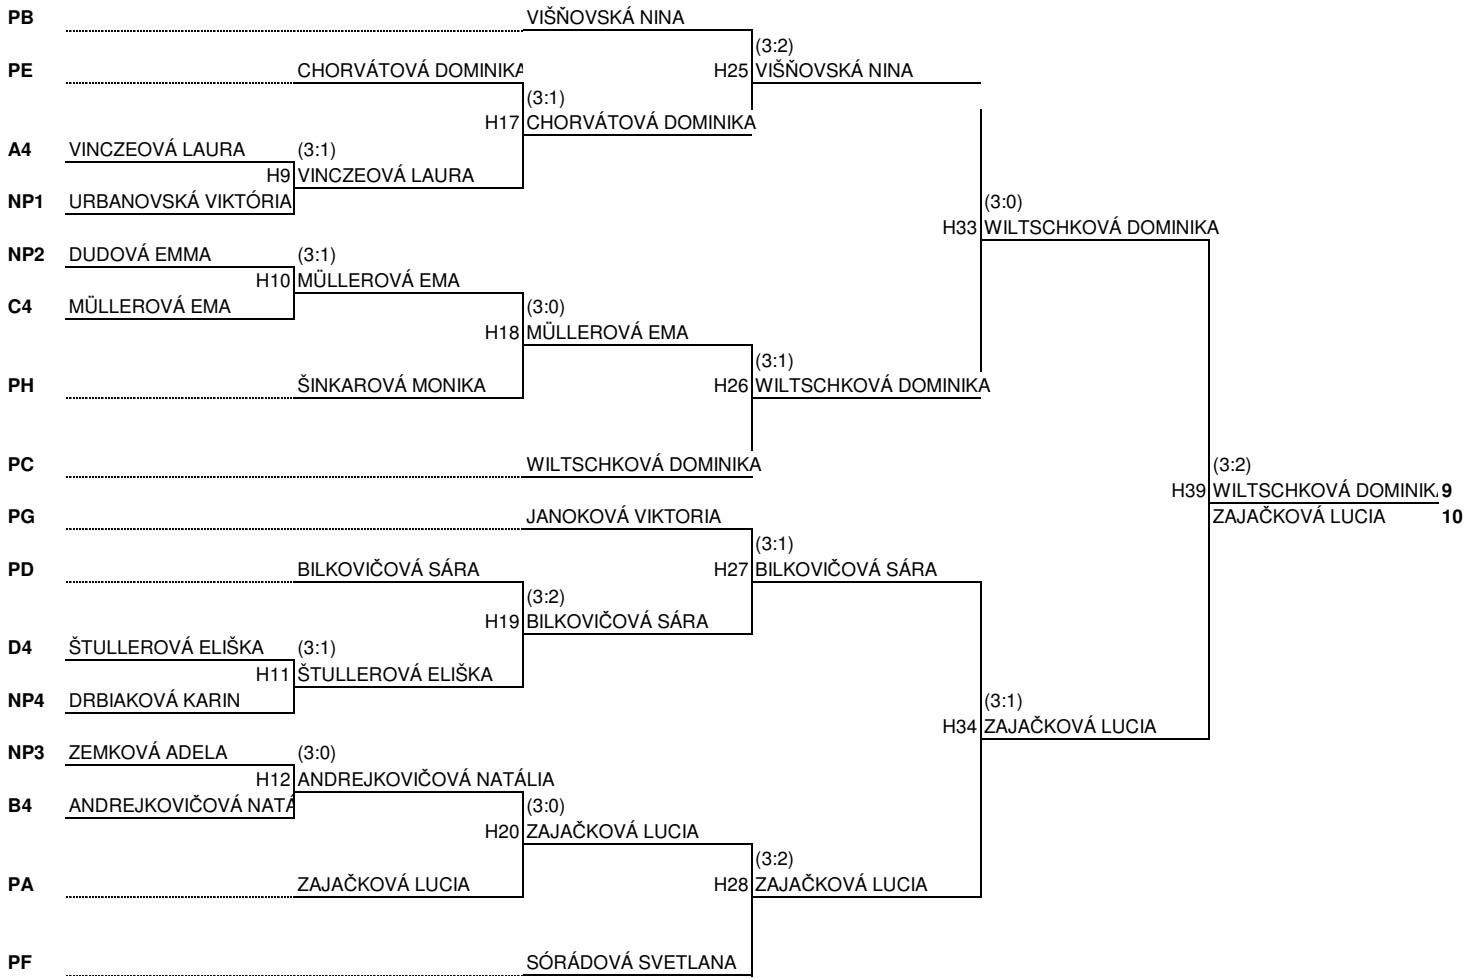 PB VIŠŇOVSKÁ NINA
(3:2)
PE CHORVÁTOVÁ DOMINIKA H25 VIŠŇOVSKÁ NINA
(3:1)
H17 CHORVÁTOVÁ DOMINIKA
A4 VINCZEOVÁ LAURA (3:1)
H9 VINCZEOVÁ LAURA
NP1 URBANOVSKÁ VIKTÓRIA (3:0)
H33 WILTSCHKOVÁ DOMINIKA
NP2 DUDOVÁ EMMA (3:1)
H10 MÜLLEROVÁ EMA
C4 MÜLLEROVÁ EMA (3:0)
H18 MÜLLEROVÁ EMA
(3:1)
PH ŠINKAROVÁ MONIKA H26 WILTSCHKOVÁ DOMINIKA
PC WILTSCHKOVÁ DOMINIKA (3:2)
H39 WILTSCHKOVÁ DOMINIK 9
PG JANOKOVÁ VIKTORIA ZAJAČKOVÁ LUCIA 10
(3:1)
PD BILKOVIČOVÁ SÁRA H27 BILKOVIČOVÁ SÁRA
(3:2)
H19 BILKOVIČOVÁ SÁRA
D4 ŠTULLEROVÁ ELIŠKA (3:1)
H11 ŠTULLEROVÁ ELIŠKA
NP4 DRBIAKOVÁ KARIN (3:1)
H34 ZAJAČKOVÁ LUCIA
NP3 ZEMKOVÁ ADELA (3:0)
H12 ANDREJKOVIČOVÁ NATÁLIA
B4 ANDREJKOVIČOVÁ NATÁ (3:0)
H20 ZAJAČKOVÁ LUCIA
(3:2)
PA ZAJAČKOVÁ LUCIA H28 ZAJAČKOVÁ LUCIA
PF SÓRÁDOVÁ SVETLANA